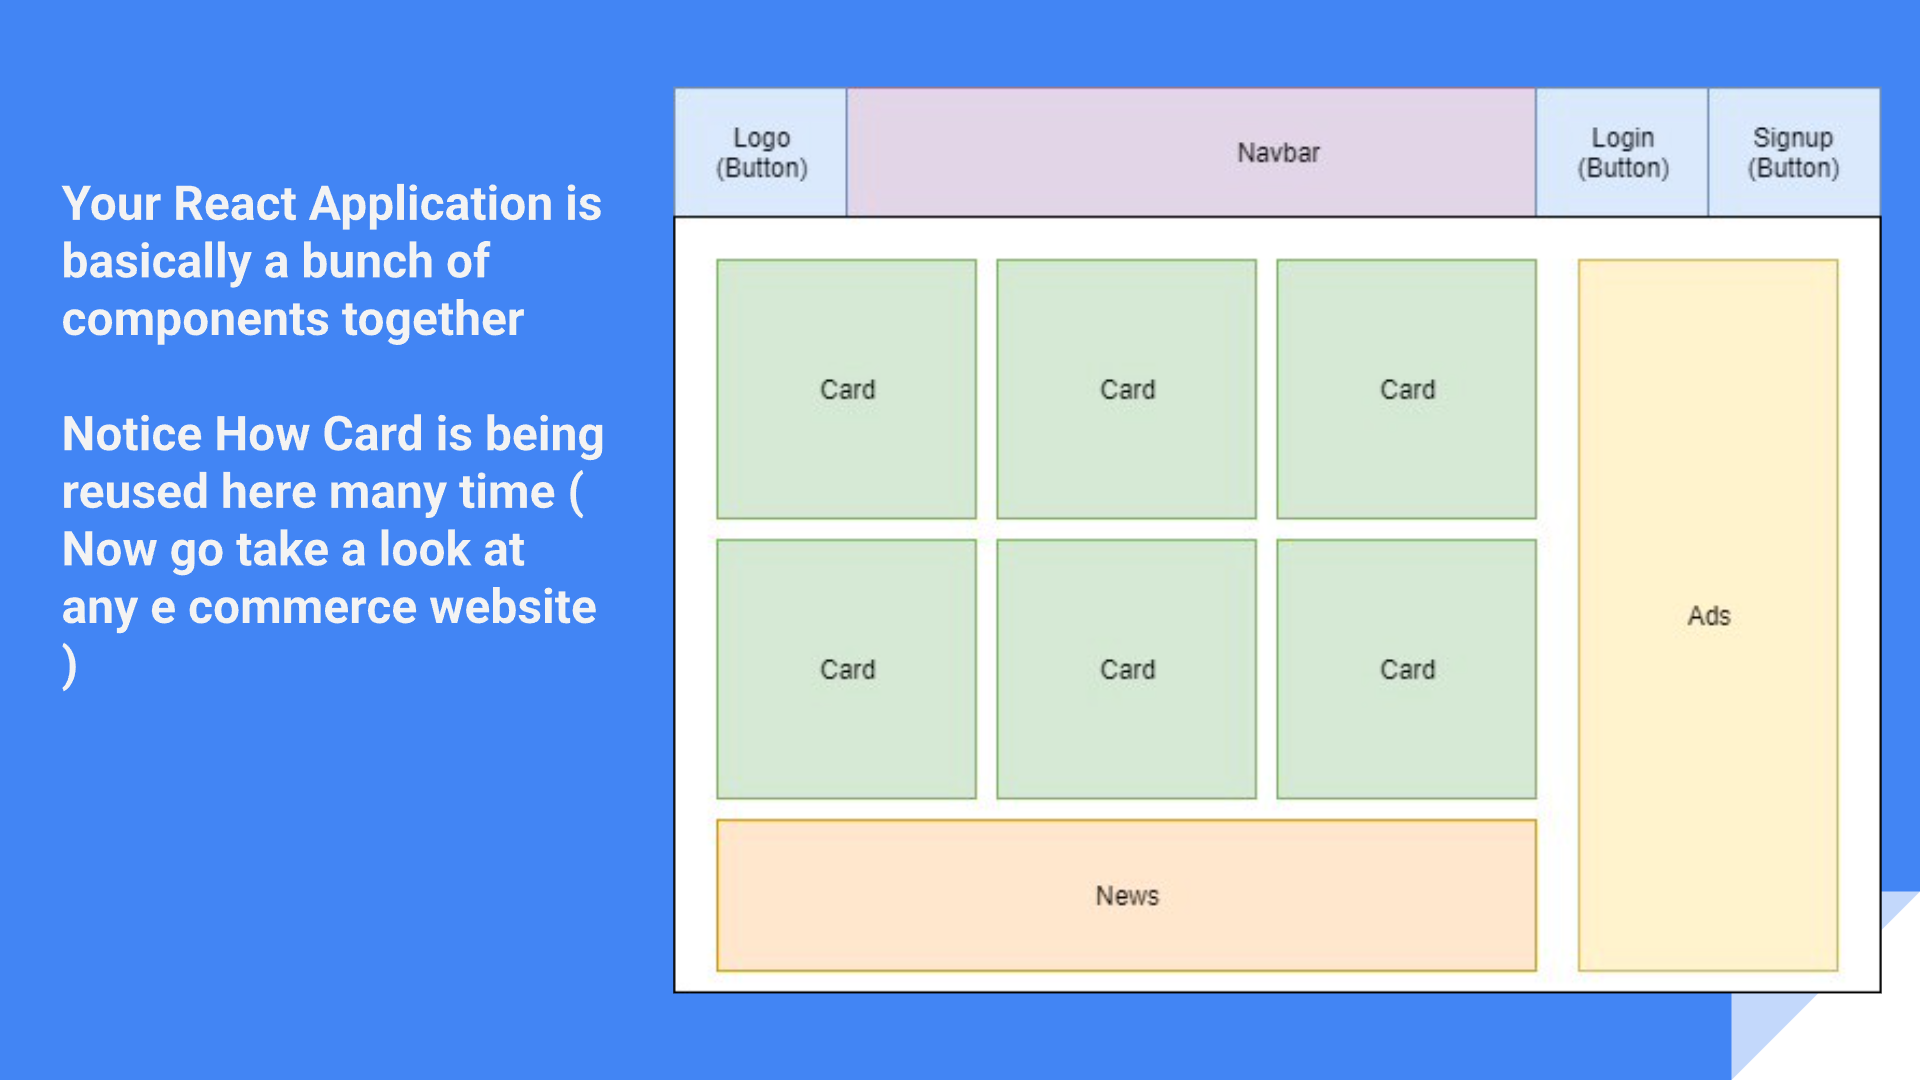 Your React Application is
basically a bunch of
components together
Notice How Card is being
reused here many time (
Now go take a look at
any e commerce website
)
Logo
(Button)
Navbar
Login
(Button)
Signup
(Button)
Card
Card
Card
Card
Card
Card
Ads
News